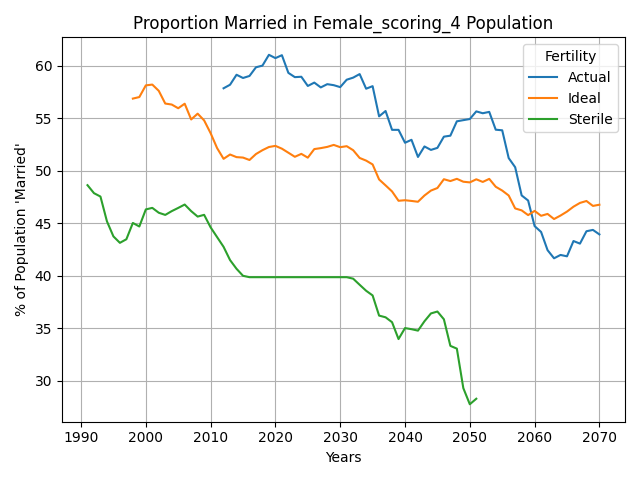 Proportion Married in Female_scoring_4 Population
Fertility
Actual
Ideal
Sterile
% of Population 'Married'
60
55
50
45
40
35
30
1990 2000 2010 2020 2030 2040 2050 2060 2070
Years